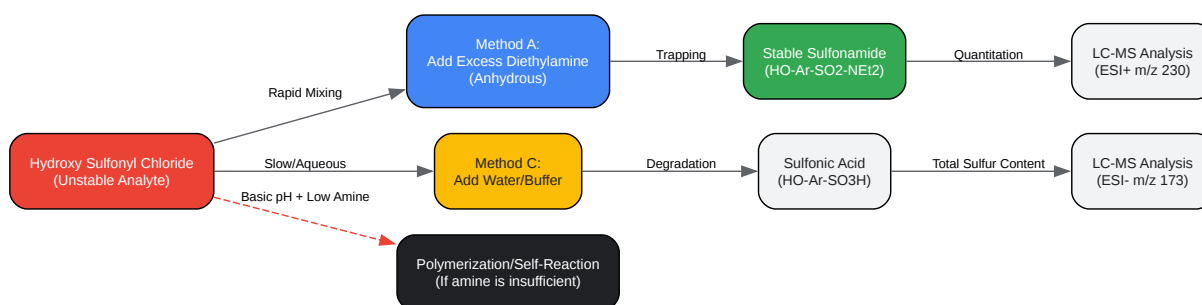 Hydroxy Sulfonyl Chloride
(Unstable Analyte)
Rapid Mixing
Method A:
Add Excess Diethylamine
(Anhydrous)
Trapping
Stable Sulfonamide
(HO-Ar-SO2-NEt2)
Quantitation
LC-MS Analysis
(ESI+ m/z 230)
Slow/Aqueous
Method C:
Add Water/Buffer
Degradation
Sulfonic Acid
(HO-Ar-SO3H)
Total Sulfur Content
LC-MS Analysis
(ESI- m/z 173)
Basic pH + Low Amine
Polymerization/Self-Reaction
(If amine is insufficient)